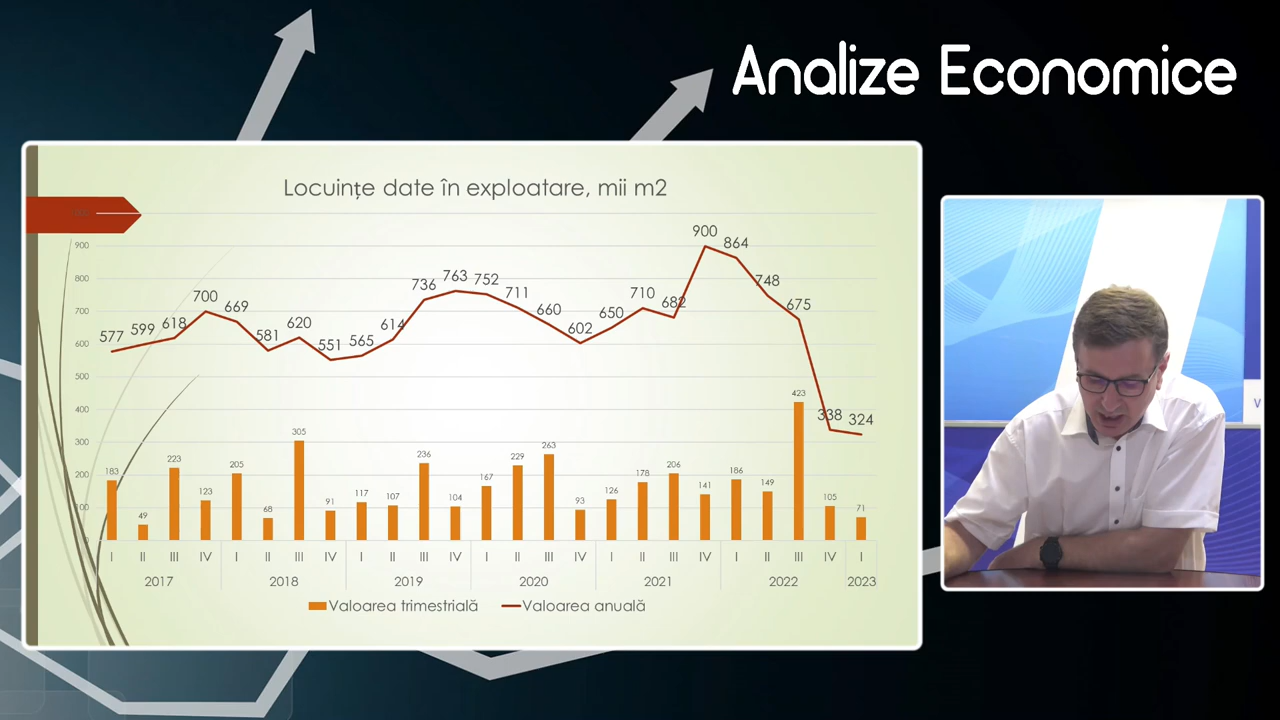 Analize Economice
Locuințe date în exploatare, mii m2
900
800
700
600
500
400
300
200
100
0
577 599 618 700 669 581 620 551 565 614 736 763 752 711 660 602 650 710 682 900 864 748 675 338 324
183 49 223 123 205 68 305 91 117 107 236 104 167 229 263 93 126 178 206 141 186 149 423 105 71
I II III IV I II III IV I II III IV I II III IV I II III IV I II III IV I
2017 2018 2019 2020 2021 2022 2023
Valoarea trimestrială Valoarea anuală
V